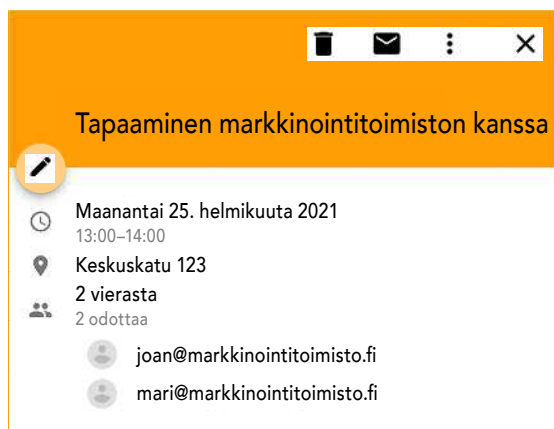 Tapaaminen markkinointitoimiston kanssa
Maanantai 25. helmikuuta 2021
13:00–14:00
Keskuskatu 123
2 vierasta
2 odottaa
joan@markkinointitoimisto.fi
mari@markkinointitoimisto.fi